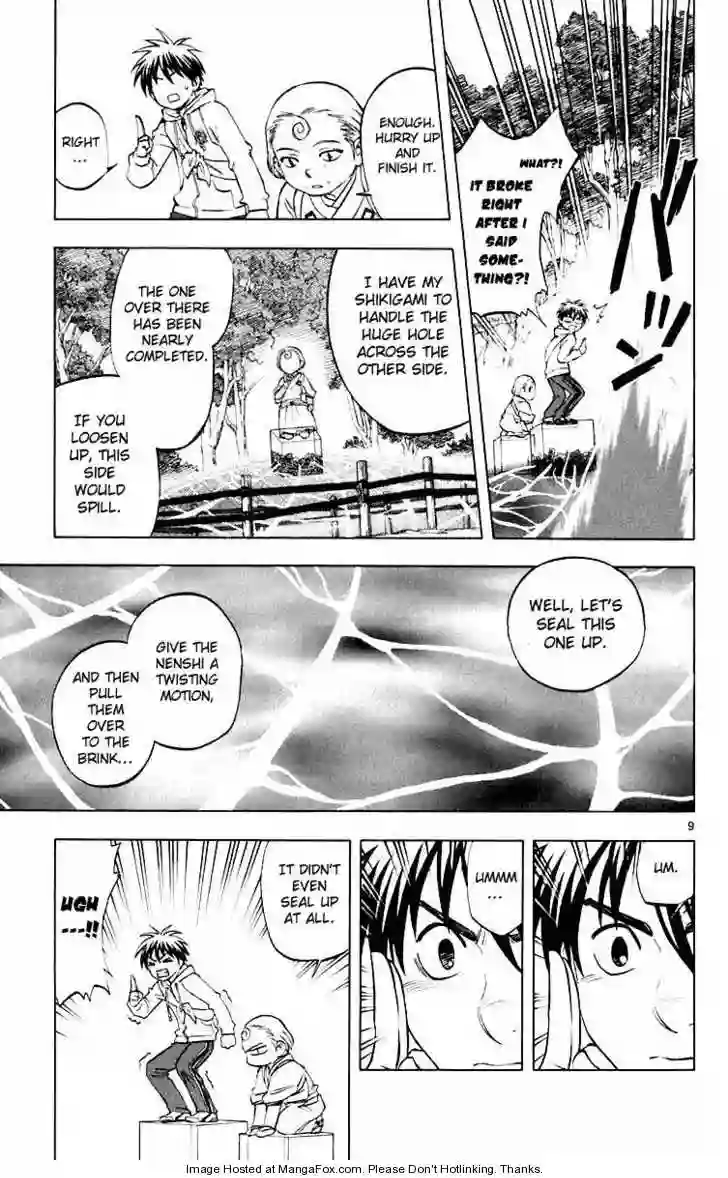 WHAT?!
IT BROKE
RIGHT
AFTER I
SAID
SOME-
THING?!
ENOUGH.
HURRY UP
AND
FINISH IT.
RIGHT
...
I HAVE MY
SHIKIGAMI TO
HANDLE THE
HUGE HOLE
ACROSS THE
OTHER SIDE.
THE ONE
OVER THERE
HAS BEEN
NEARLY
COMPLETED.
IF YOU
LOOSEN
UP, THIS
SIDE
WOULD
SPILL.
WELL, LET'S
SEAL THIS
ONE UP.
GIVE THE
NENSHI A
TWISTING
MOTION,
AND THEN
PULL
THEM
OVER
TO THE
BRINK...
9
UM.
UMMM
...
IT DIDN'T
EVEN
SEAL UP
AT ALL.
UGH
---!!
Image Hosted at MangaFox.com. Please Don't Hotlinking. Thanks.